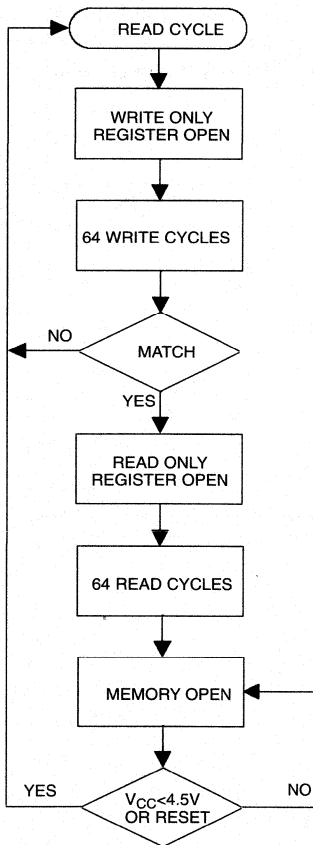 READ CYCLE
WRITE ONLY
REGISTER OPEN
64 WRITE CYCLES
NO
MATCH
YES
READ ONLY
REGISTER OPEN
64 READ CYCLES
MEMORY OPEN
YES
NO
VCC<4.5V
OR RESET